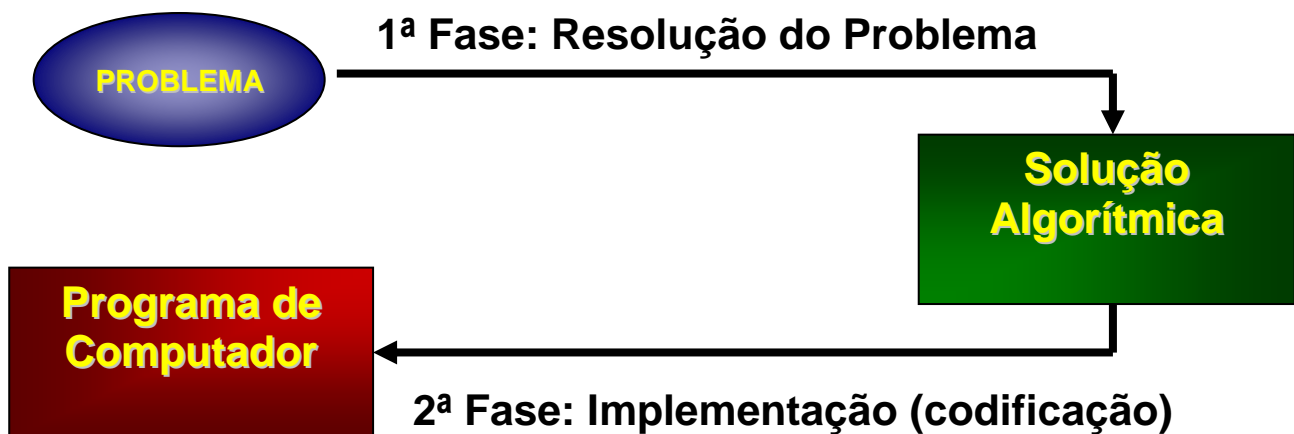 1ª Fase: Resolução do Problema
PROBLEMA
Solução
Algorítmica
Programa de
Computador
2ª Fase: Implementação (codificação)